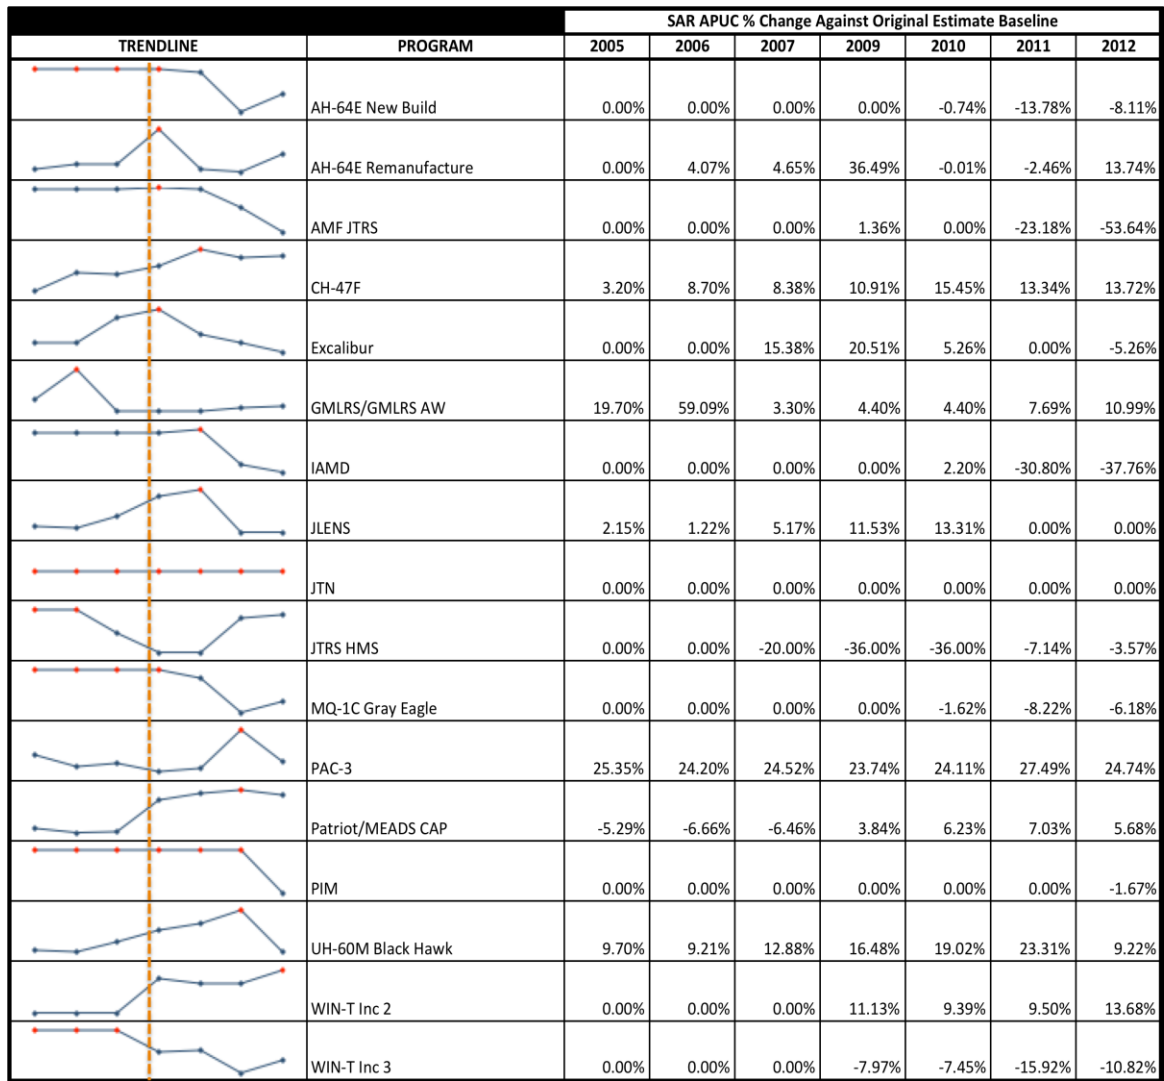 SAR APUC % Change Against Original Estimate Baseline
TRENDLINE PROGRAM 2005 2006 2007 2009 2010 2011 2012
AH-64E New Build 0.00% 0.00% 0.00% 0.00% -0.74% -13.78% -8.11%
AH-64E Remanufacture 0.00% 4.07% 4.65% 36.49% -0.01% -2.46% 13.74%
AMF JTRS 0.00% 0.00% 0.00% 1.36% 0.00% -23.18% -53.64%
CH-47F 3.20% 8.70% 8.38% 10.91% 15.45% 13.34% 13.72%
Excalibur 0.00% 0.00% 15.38% 20.51% 5.26% 0.00% -5.26%
GMLRS/GMLRS AW 19.70% 59.09% 3.30% 4.40% 4.40% 7.69% 10.99%
IAMD 0.00% 0.00% 0.00% 0.00% 2.20% -30.80% -37.76%
JLENS 2.15% 1.22% 5.17% 11.53% 13.31% 0.00% 0.00%
JTN 0.00% 0.00% 0.00% 0.00% 0.00% 0.00% 0.00%
JTRS HMS 0.00% 0.00% -20.00% -36.00% -36.00% -7.14% -3.57%
MQ-1C Gray Eagle 0.00% 0.00% 0.00% 0.00% -1.62% -8.22% -6.18%
PAC-3 25.35% 24.20% 24.52% 23.74% 24.11% 27.49% 24.74%
Patriot/MEADS CAP -5.29% -6.66% -6.46% 3.84% 6.23% 7.03% 5.68%
PIM 0.00% 0.00% 0.00% 0.00% 0.00% 0.00% -1.67%
UH-60M Black Hawk 9.70% 9.21% 12.88% 16.48% 19.02% 23.31% 9.22%
WIN-T Inc 2 0.00% 0.00% 0.00% 11.13% 9.39% 9.50% 13.68%
WIN-T Inc 3 0.00% 0.00% 0.00% -7.97% -7.45% -15.92% -10.82%